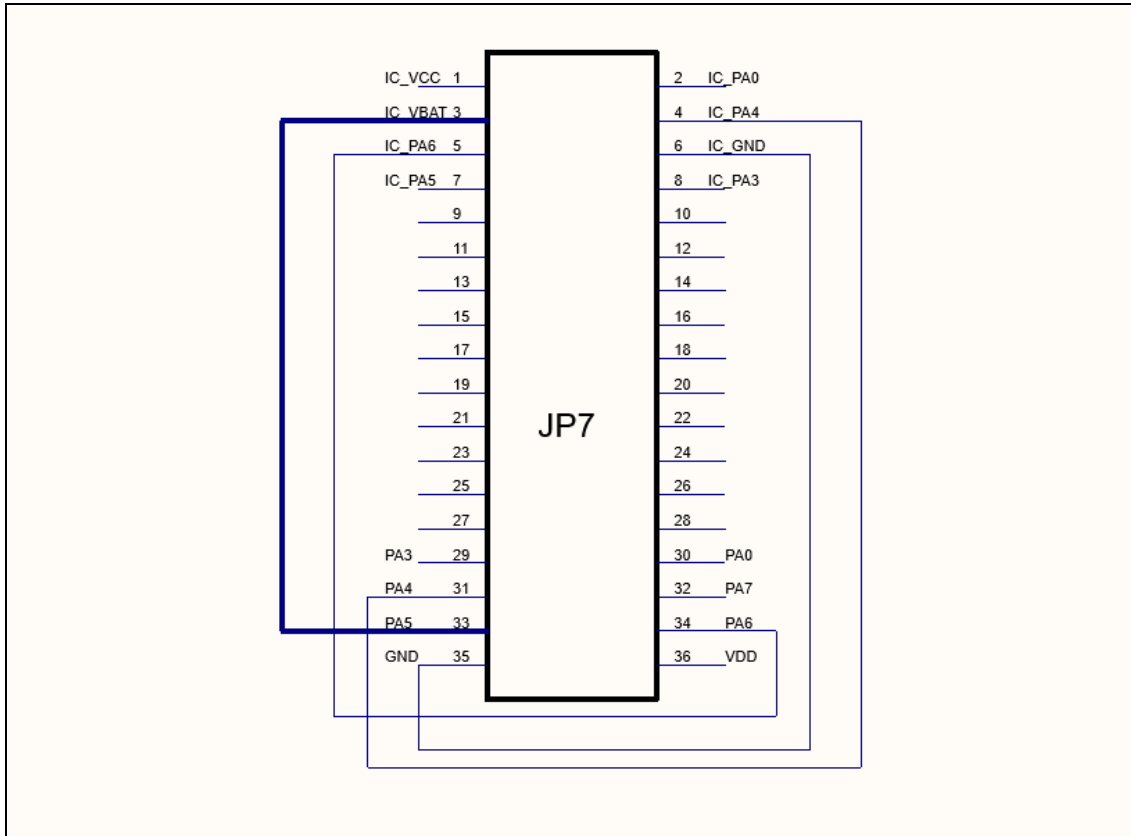 IC_VCC 1 2 IC_PA0
IC_VBAT 3 4 IC_PA4
IC_PA6 5 6 IC_GND
IC_PA5 7 8 IC_PA3
9 10
11 12
13 14
15 16
17 18
19 20
21 22
JP7
23 24
25 26
27 28
PA3 29 30 PA0
PA4 31 32 PA7
PA5 33 34 PA6
GND 35 36 VDD